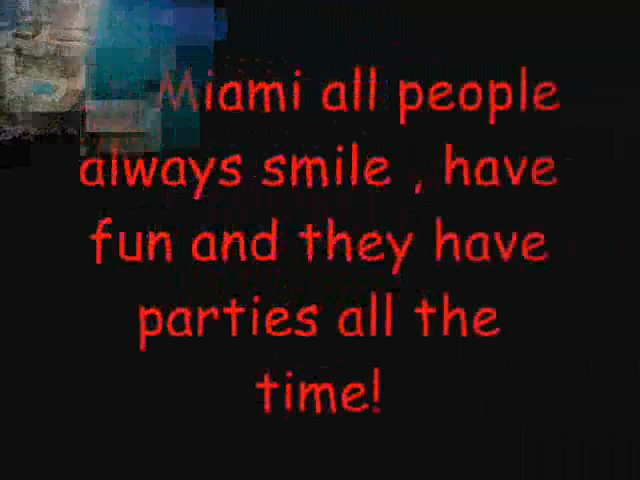 Miami all people
always smile , have
fun and they have
parties all the
time!